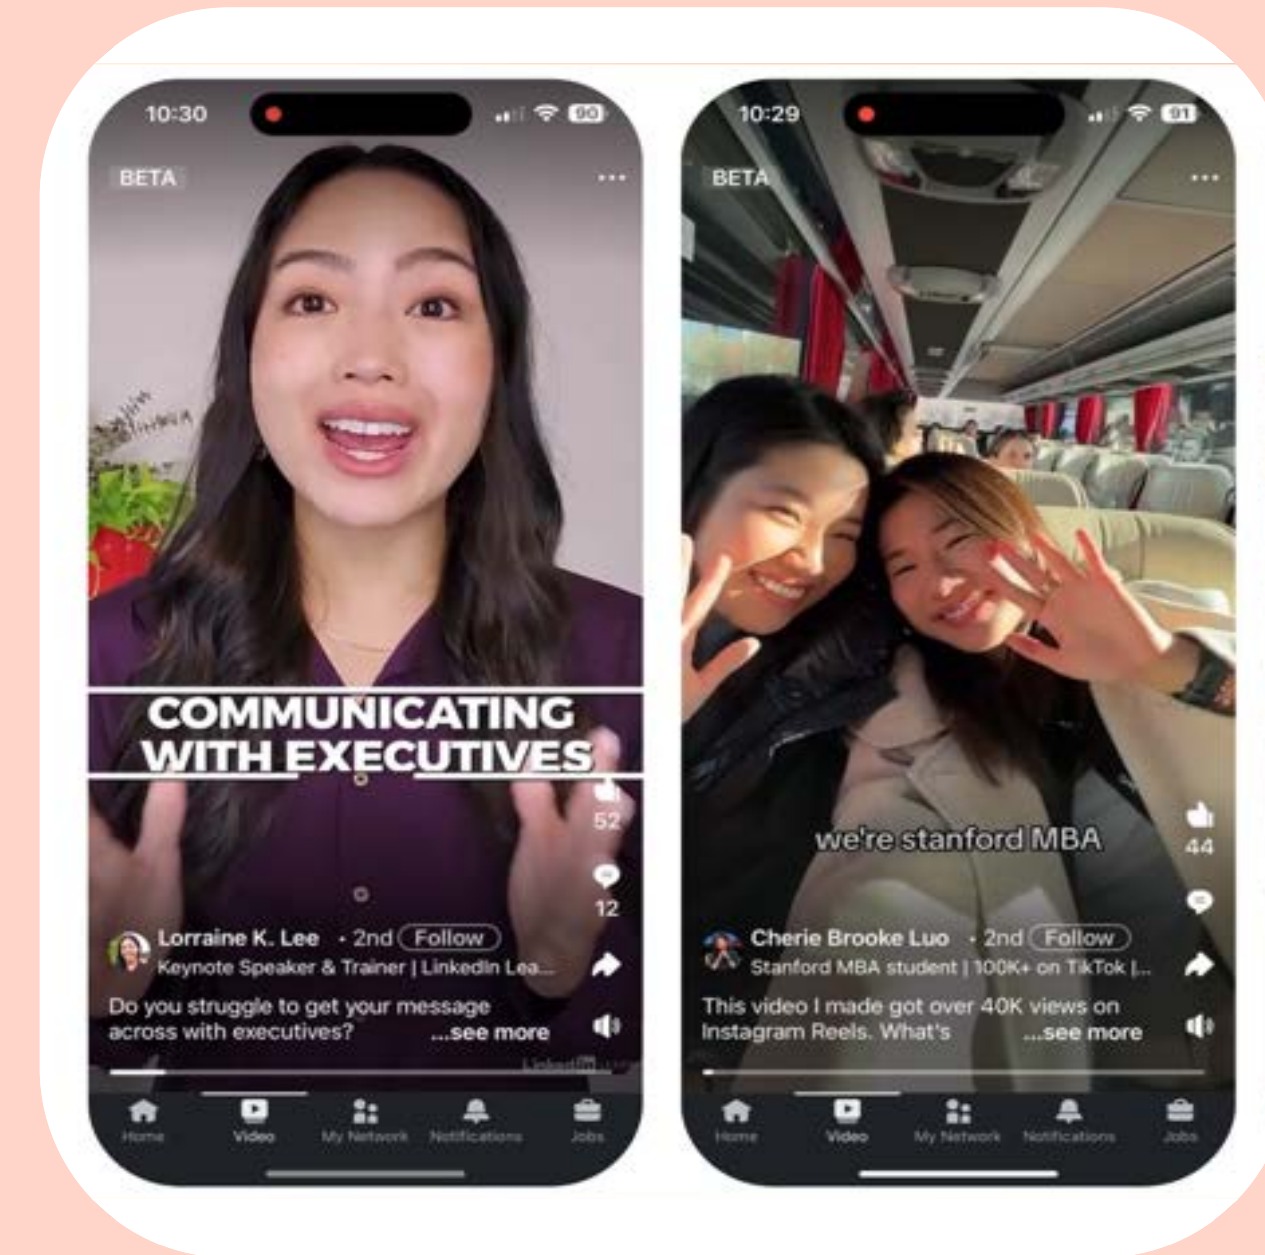 10:30
90
BETA
COMMUNICATING
WITH EXECUTIVES
52
12
Lorraine K. Lee • 2nd Follow
Keynote Speaker & Trainer | LinkedIn Lea...
Do you struggle to get your message
across with executives? ...see more
LinkedIn
Home Video My Network Notifications Jobs
10:29
91
BETA
we're stanford MBA
44
Cherie Brooke Luo • 2nd Follow
Stanford MBA student | 100K+ on TikTok |...
This video I made got over 40K views on
Instagram Reels. What's ...see more
Home Video My Network Notifications Jobs